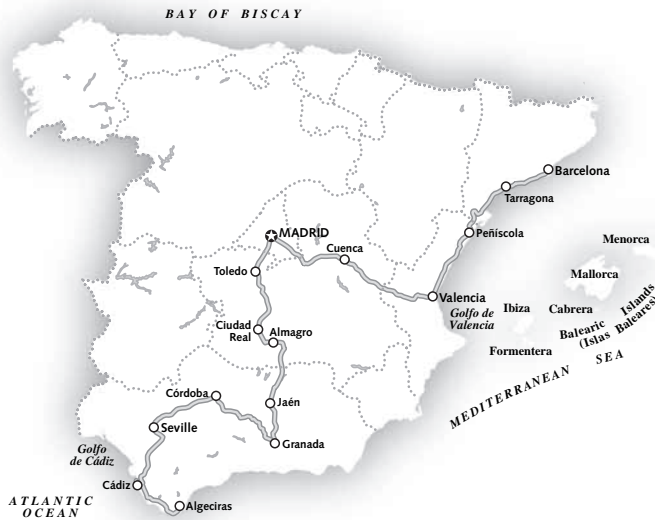 BAY OF BISCAY
Barcelona
Tarragona
MADRID
Peñíscola
Menorca
Cuenca
Toledo
Mallorca
Valencia
Golfo de
Valencia
Ibiza
Cabrera
Balearic Islands
(Islas Baleares)
Ciudad
Real
Almagro
Formentera
MEDITERRANEAN SEA
Córdoba
Jaén
Seville
Granada
Golfo
de Cádiz
Cádiz
Algeciras
ATLANTIC
OCEAN